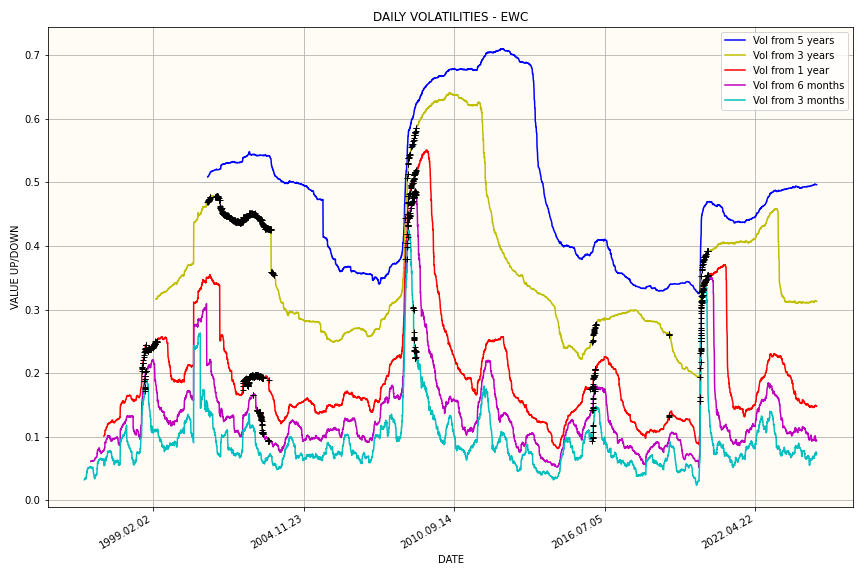 DAILY VOLATILITIES - EWC
Vol from 5 years
Vol from 3 years
Vol from 1 year
Vol from 6 months
Vol from 3 months
VALUE UP/DOWN
0.7
0.6
0.5
0.4
0.3
0.2
0.1
0.0
1999.02.02
2004.11.23
2010.09.14
2016.07.05
2022.04.22
DATE